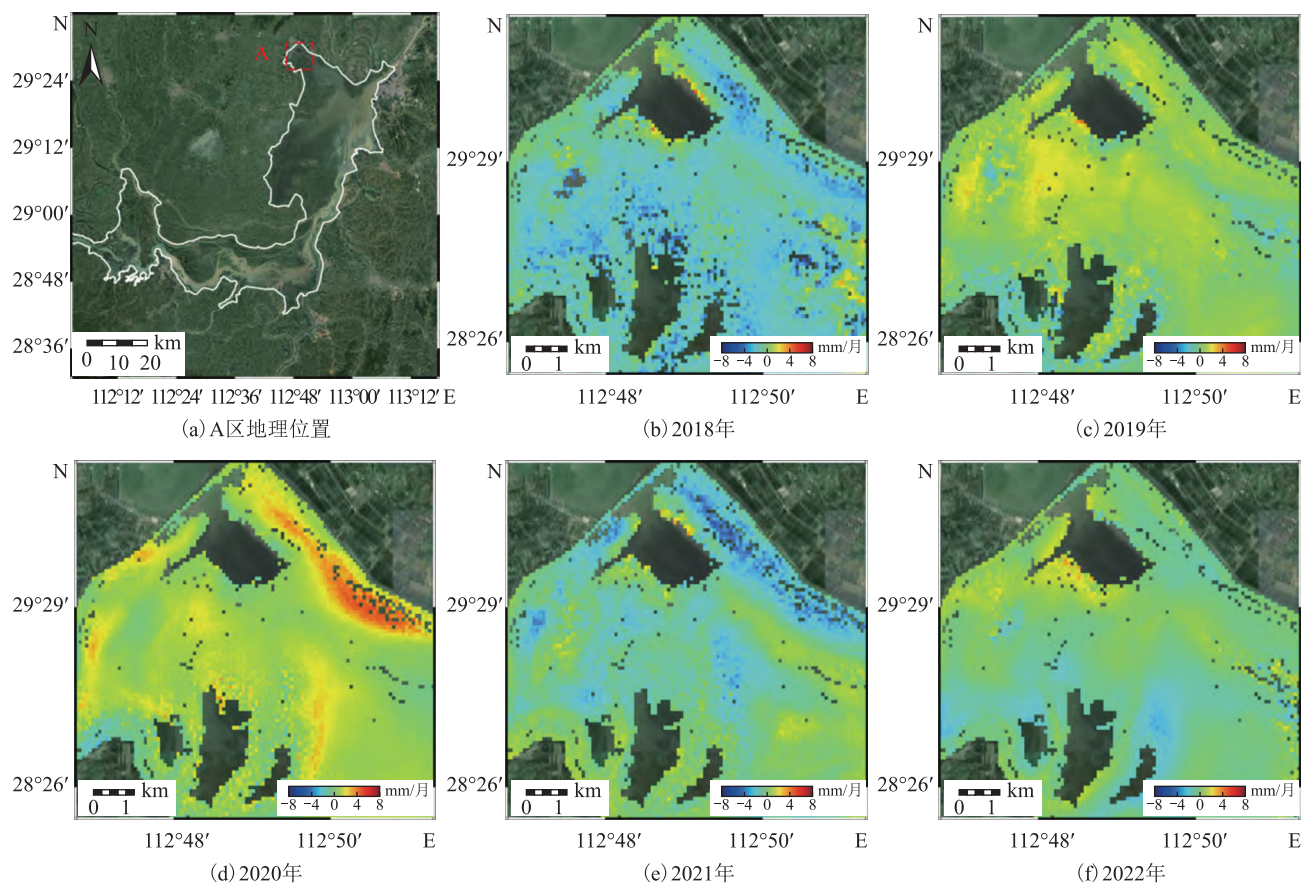 N
N
N
N
A
29°24′
29°12′
29°00′
28°48′
28°36′
0 10 20 km
112°12′ 112°24′ 112°36′ 112°48′ 113°00′ 113°12′ E
(a)A区地理位置
29°29′
28°26′
0 1 km
−8 −4 0 4 8 mm/月
112°48′ 112°50′ E
(b)2018年
N
29°29′
28°26′
0 1 km
−8 −4 0 4 8 mm/月
112°48′ 112°50′ E
(c)2019年
N
29°29′
28°26′
0 1 km
−8 −4 0 4 8 mm/月
112°48′ 112°50′ E
(d)2020年
N
29°29′
28°26′
0 1 km
−8 −4 0 4 8 mm/月
112°48′ 112°50′ E
(e)2021年
N
29°29′
28°26′
0 1 km
−8 −4 0 4 8 mm/月
112°48′ 112°50′ E
(f)2022年